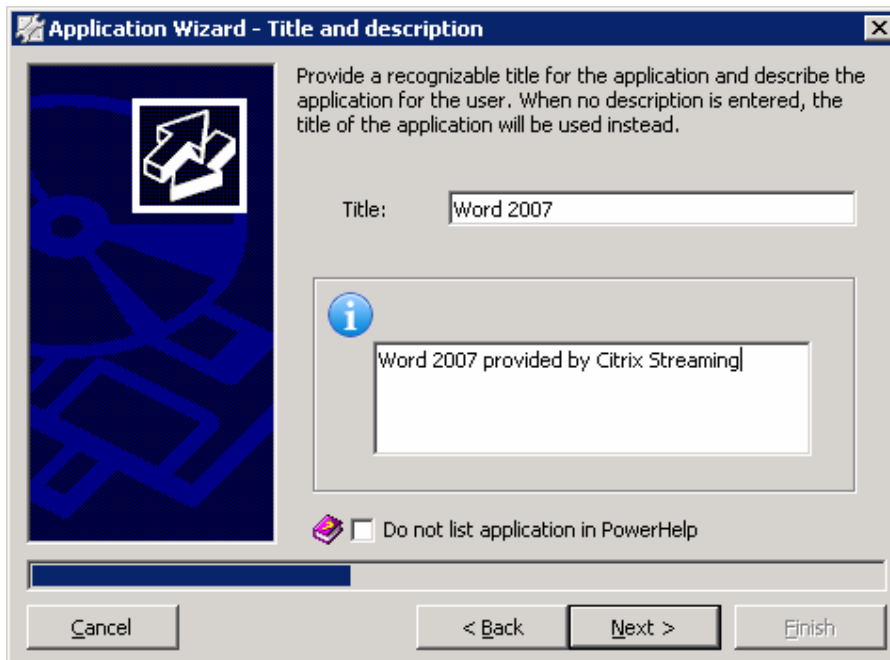 Application Wizard - Title and description
Provide a recognizable title for the application and describe the
application for the user. When no description is entered, the
title of the application will be used instead.
Title:
Word 2007
Word 2007 provided by Citrix Streaming
Do not list application in PowerHelp
Cancel
< Back
Next >
Finish